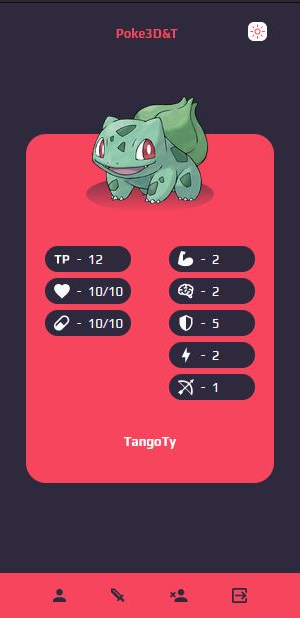 Poke3D&T
TP - 12
- 10/10
- 10/10
- 2
- 2
- 5
- 2
- 1
TangoTy